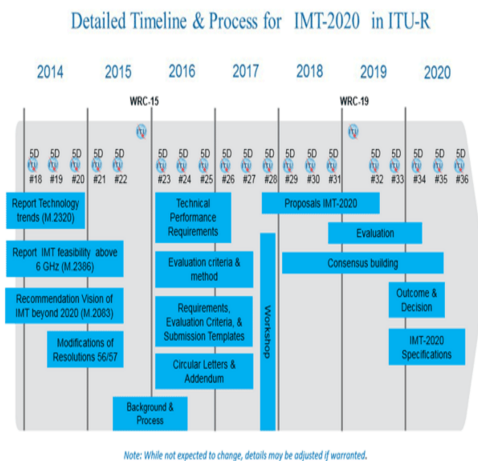 Detailed Timeline & Process for IMT-2020 in ITU-R
2014 2015 2016 2017 2018 2019 2020
WRC-15 WRC-19
5D 5D 5D 5D 5D 5D 5D 5D 5D 5D 5D 5D 5D 5D 5D 5D 5D 5D 5D
#18 #19 #20 #21 #22 #23 #24 #25 #26 #27 #28 #29 #30 #31 #32 #33 #34 #35 #36
Report Technology
trends (M.2320)
Technical
Performance
Requirements
Proposals IMT-2020
Evaluation
Report IMT feasibility above
6 GHz (M.2386)
Evaluation criteria &
method
Consensus building
Recommendation Vision of
IMT beyond 2020 (M.2083)
Requirements,
Evaluation Criteria, &
Submission Templates
Workshop
Outcome &
Decision
Modifications of
Resolutions 56/57
Circular Letters &
Addendum
IMT-2020
Specifications
Background &
Process
Note: While not expected to change, details may be adjusted if warranted.